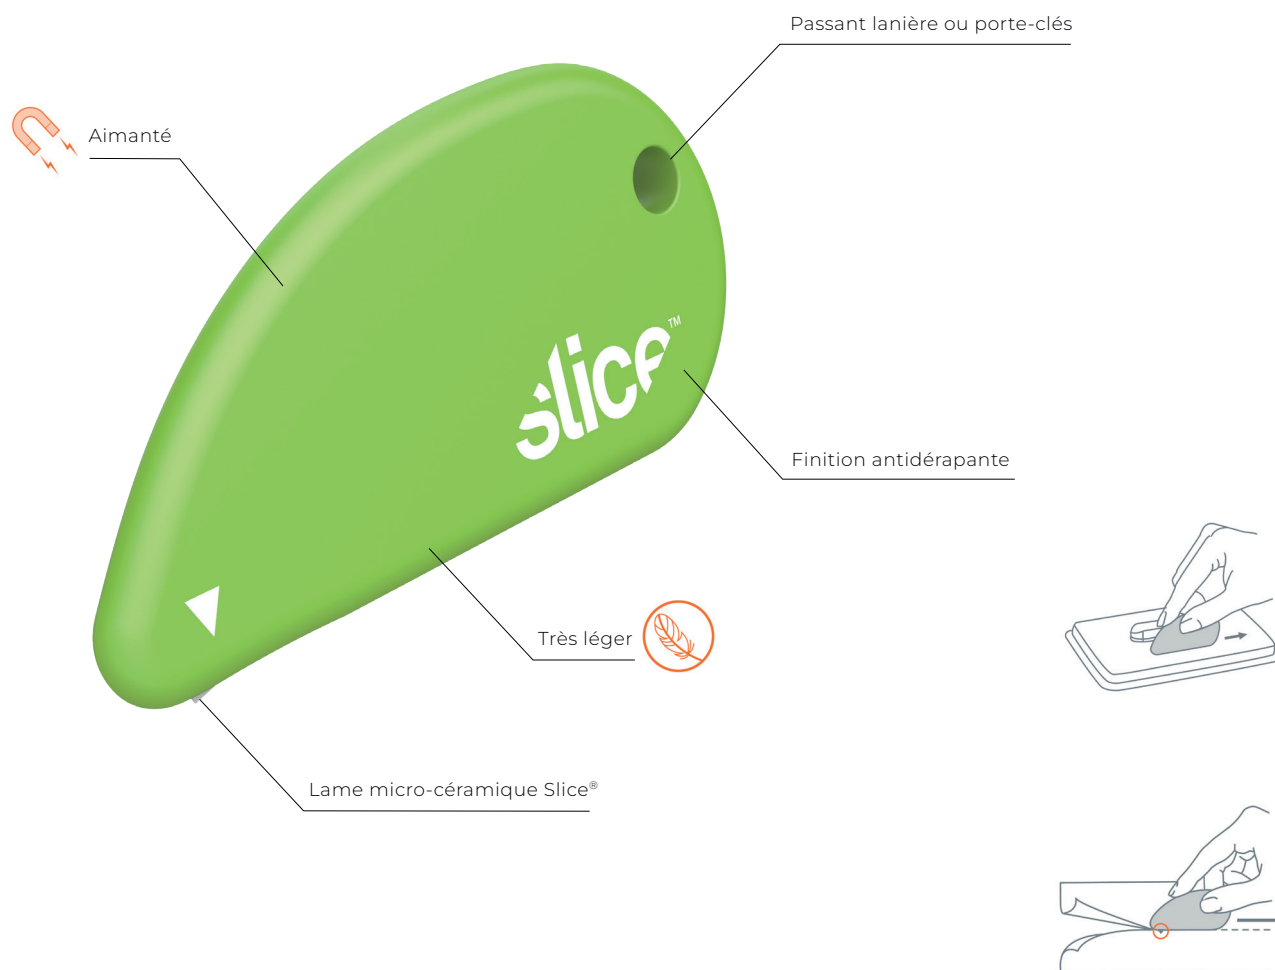 Passant lanière ou porte-clés
Aimanté
slice™
Finition antidérapante
Très léger
Lame micro-céramique Slice®